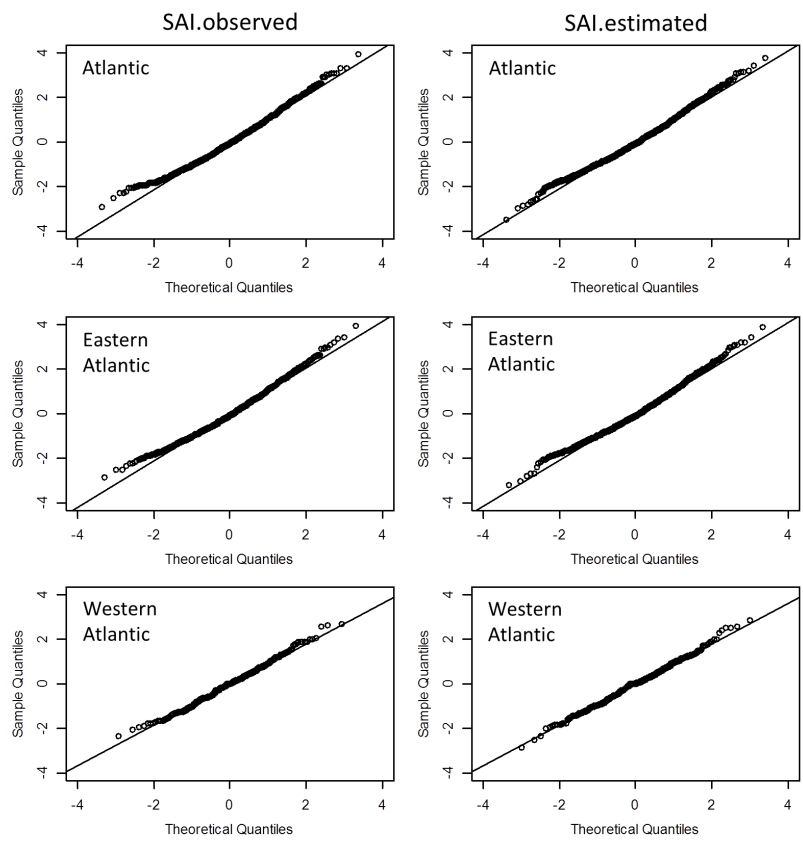 SAI.observed
SAI.estimated
Atlantic
Sample Quantiles
4
2
0
-2
-4
-4 -2 0 2 4
Theoretical Quantiles
Atlantic
Sample Quantiles
4
2
0
-2
-4
-4 -2 0 2 4
Theoretical Quantiles
Eastern
Atlantic
Sample Quantiles
4
2
0
-2
-4
-4 -2 0 2 4
Theoretical Quantiles
Eastern
Atlantic
Sample Quantiles
4
2
0
-2
-4
-4 -2 0 2 4
Theoretical Quantiles
Western
Atlantic
Sample Quantiles
4
2
0
-2
-4
-4 -2 0 2 4
Theoretical Quantiles
Western
Atlantic
Sample Quantiles
4
2
0
-2
-4
-4 -2 0 2 4
Theoretical Quantiles